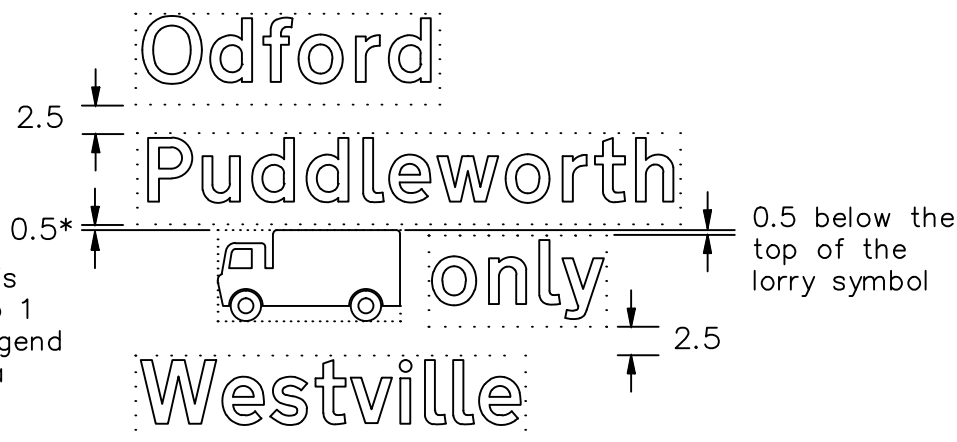 Odford
2.5
Puddleworth
0.5*
0.5 below the
top of the
lorry symbol
only
1
2.5
Westville